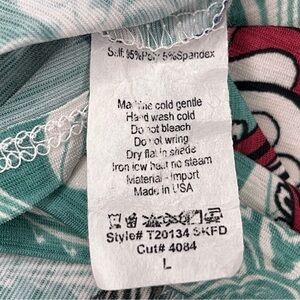 Self: 95%Poly 5%Spandex
Machine cold gentle
Hand wash cold
Do not bleach
Do not wring
Dry flat in shade
Iron low heat no steam
Material - Import
Made in USA
Style# T20134 SKFD
Cut# 4084
L